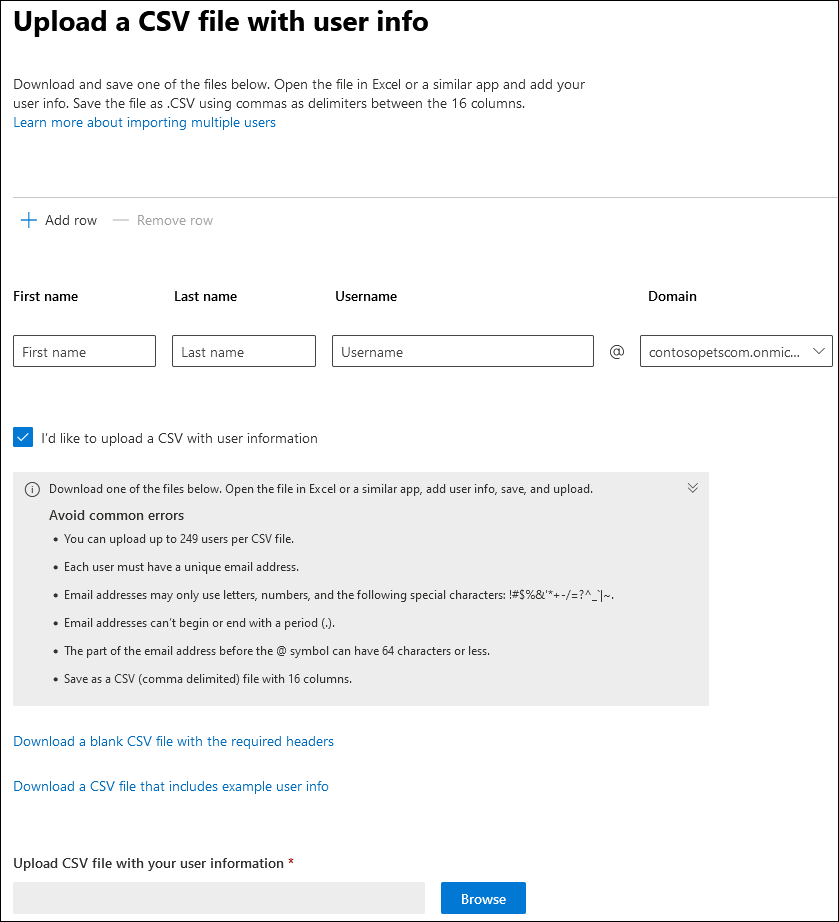 Upload a CSV file with user info
Download and save one of the files below. Open the file in Excel or a similar app and add your
user info. Save the file as .CSV using commas as delimiters between the 16 columns.
Learn more about importing multiple users
Add row Remove row
First name Last name Username Domain
First name Last name Username @ contosopetscom.onmic...
I'd like to upload a CSV with user information
Download one of the files below. Open the file in Excel or a similar app, add user info, save, and upload.
Avoid common errors
• You can upload up to 249 users per CSV file.
• Each user must have a unique email address.
• Email addresses may only use letters, numbers, and the following special characters: !#$%&'*+-/=?^_`|~.
• Email addresses can't begin or end with a period (.).
• The part of the email address before the @ symbol can have 64 characters or less.
• Save as a CSV (comma delimited) file with 16 columns.
Download a blank CSV file with the required headers
Download a CSV file that includes example user info
Upload CSV file with your user information *
Browse